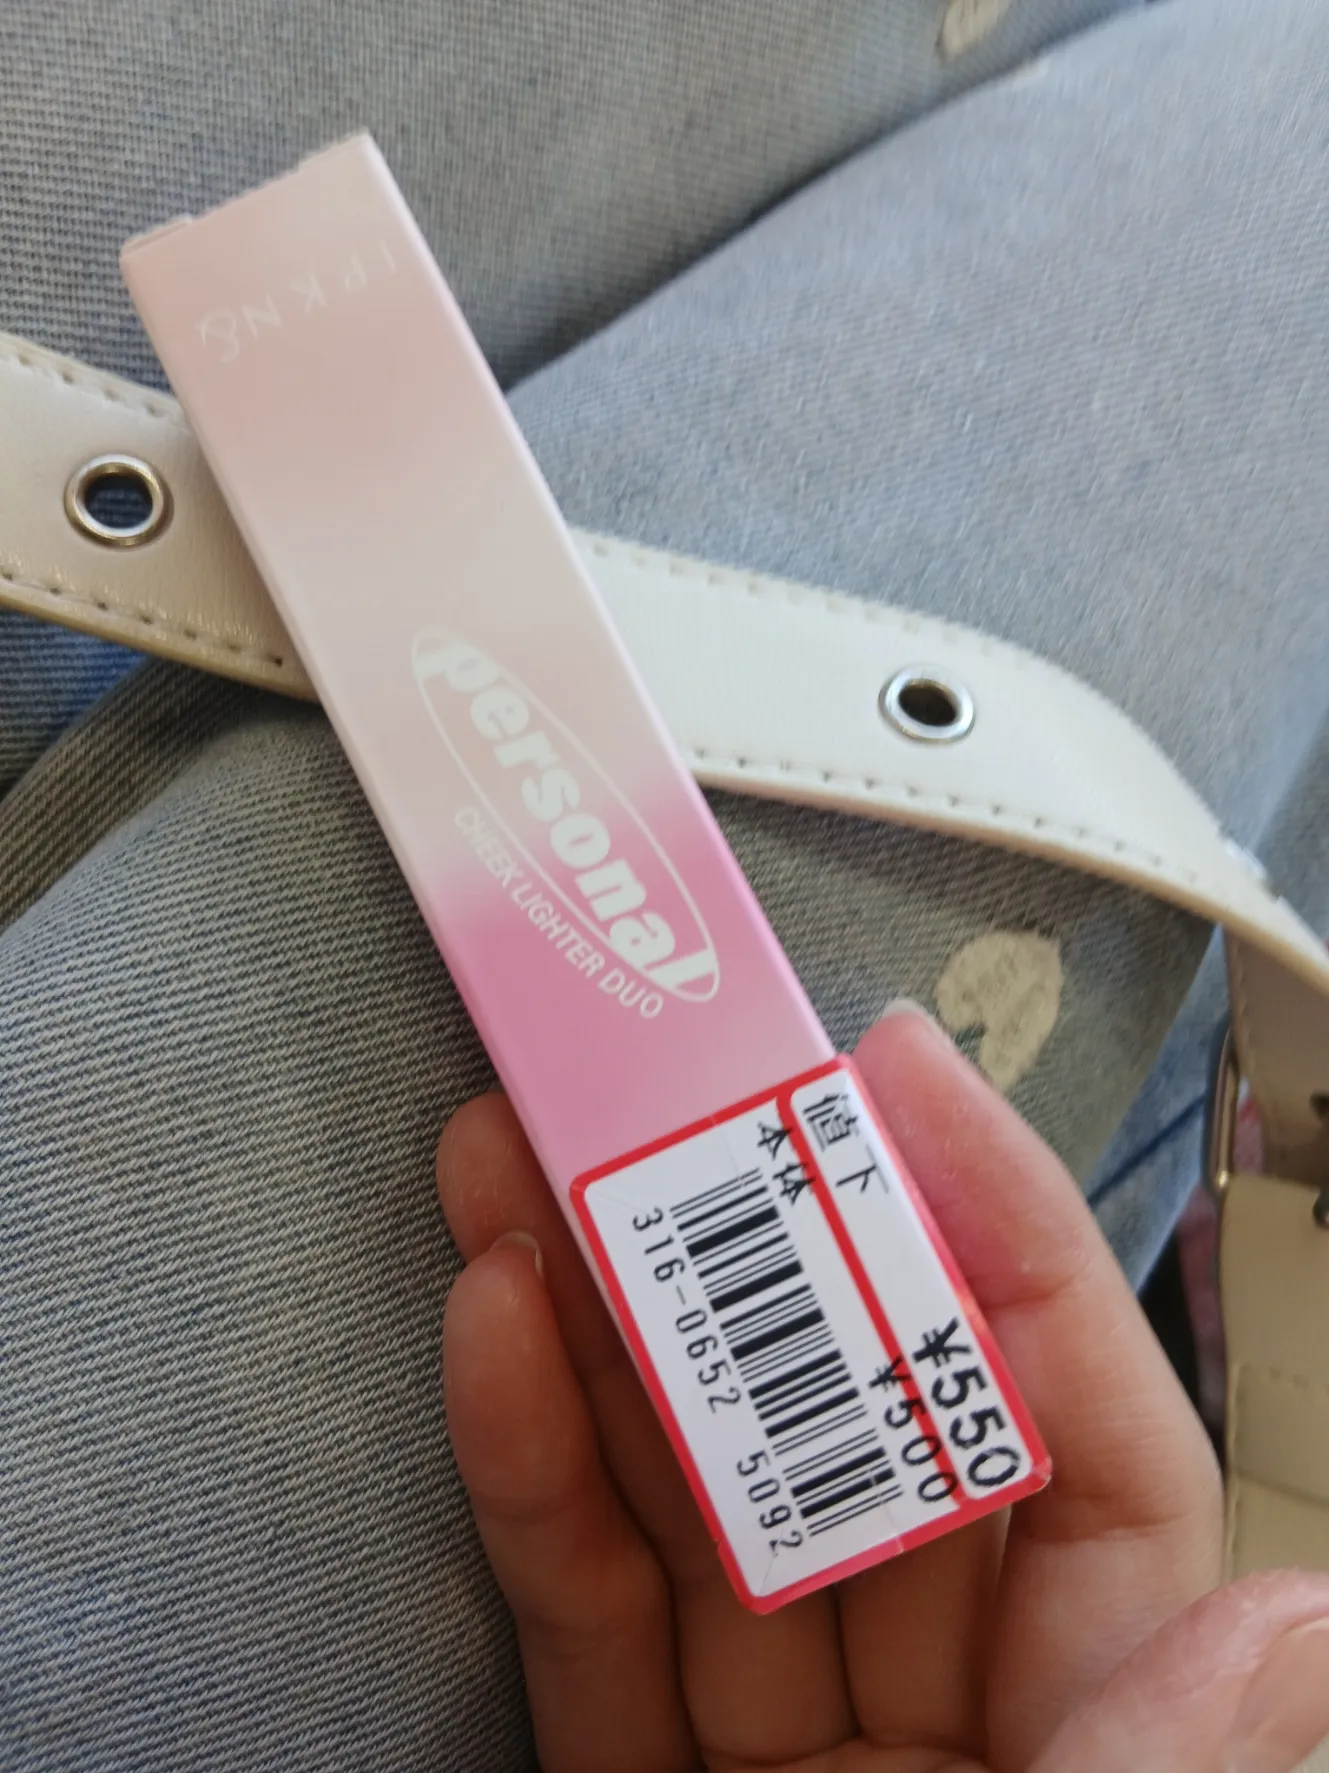 IPKN&
personal
CHEEK LIGHTER DUO
値下 ¥550
本体 ¥500
316-0652 5092